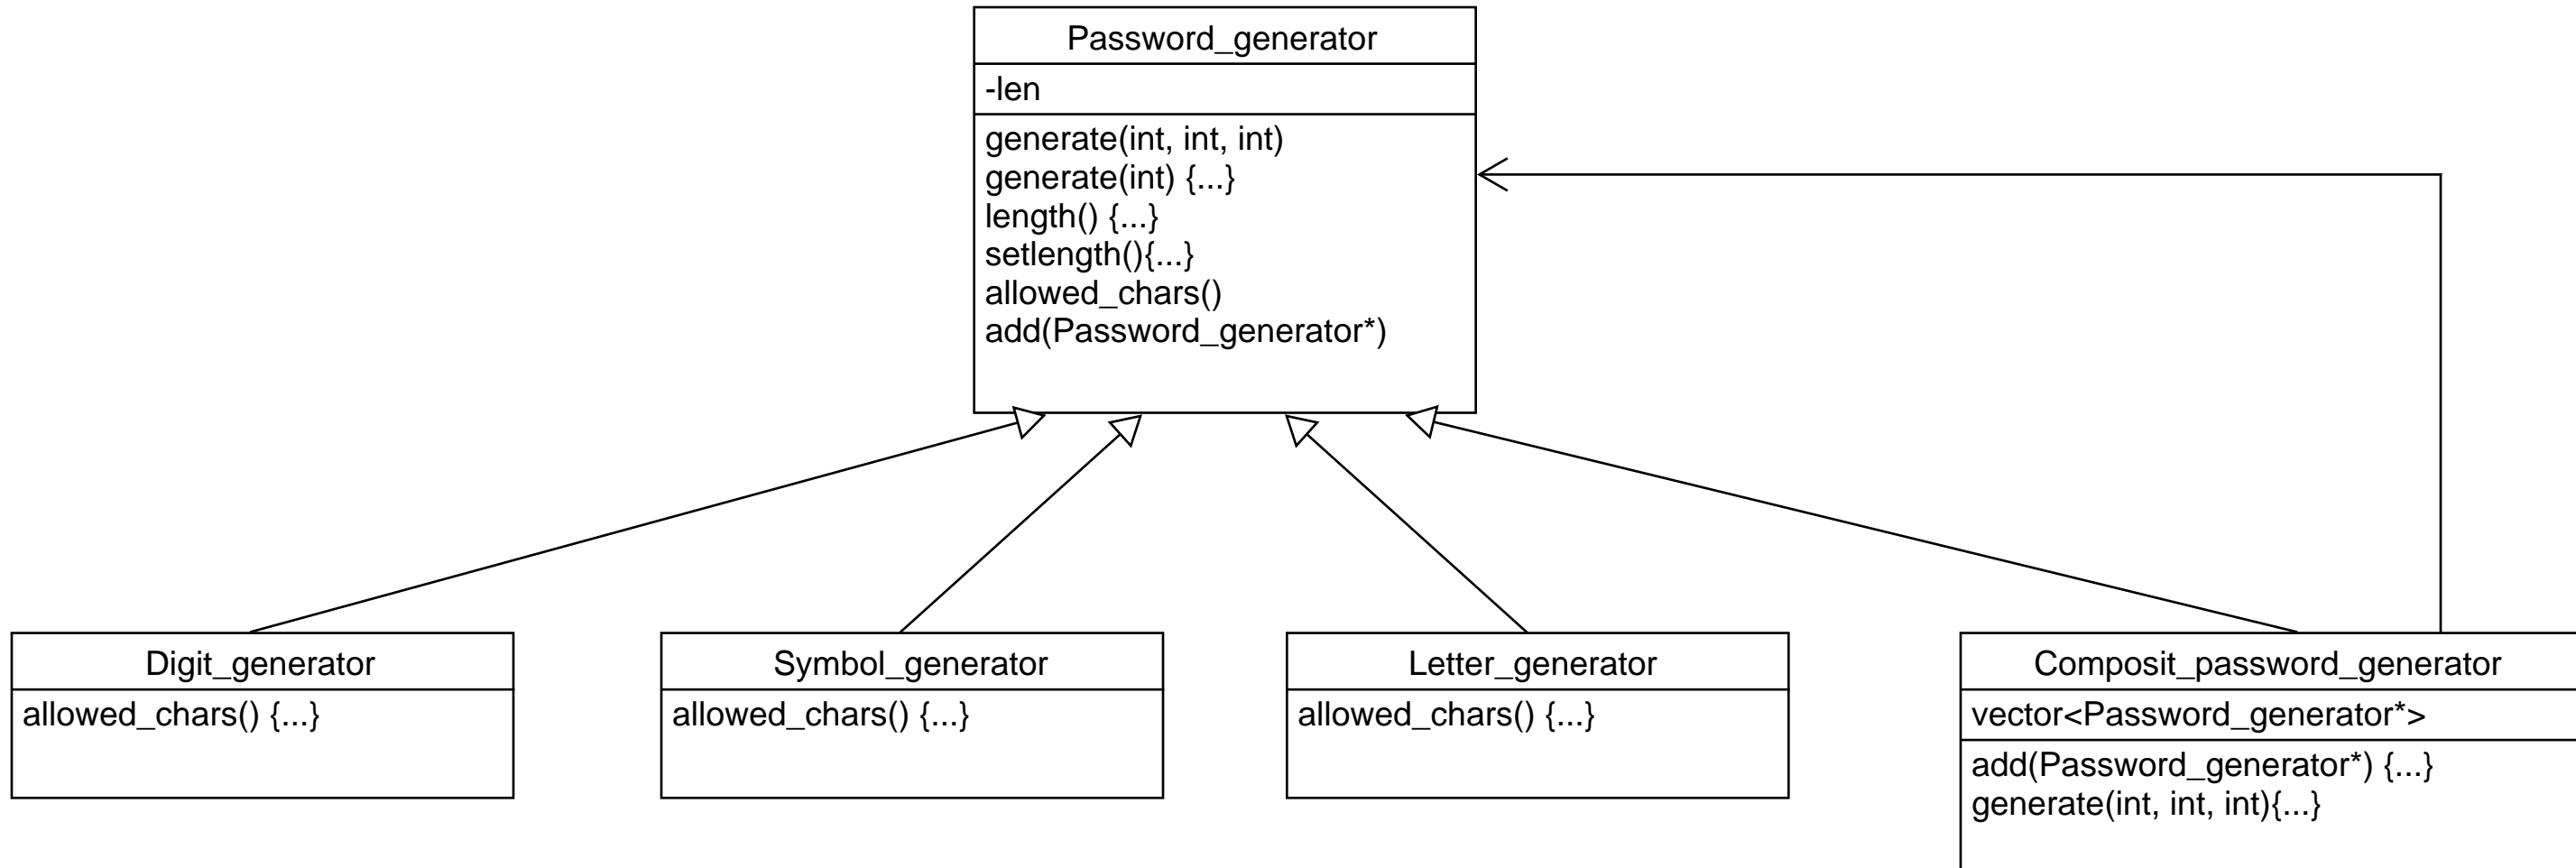 Password_generator
-len
generate(int, int, int)
generate(int) {...}
length() {...}
setlength(){...}
allowed_chars()
add(Password_generator*)
Digit_generator
allowed_chars() {...}
Symbol_generator
allowed_chars() {...}
Letter_generator
allowed_chars() {...}
Composit_password_generator
vector<Password_generator*>
add(Password_generator*) {...}
generate(int, int, int){...}